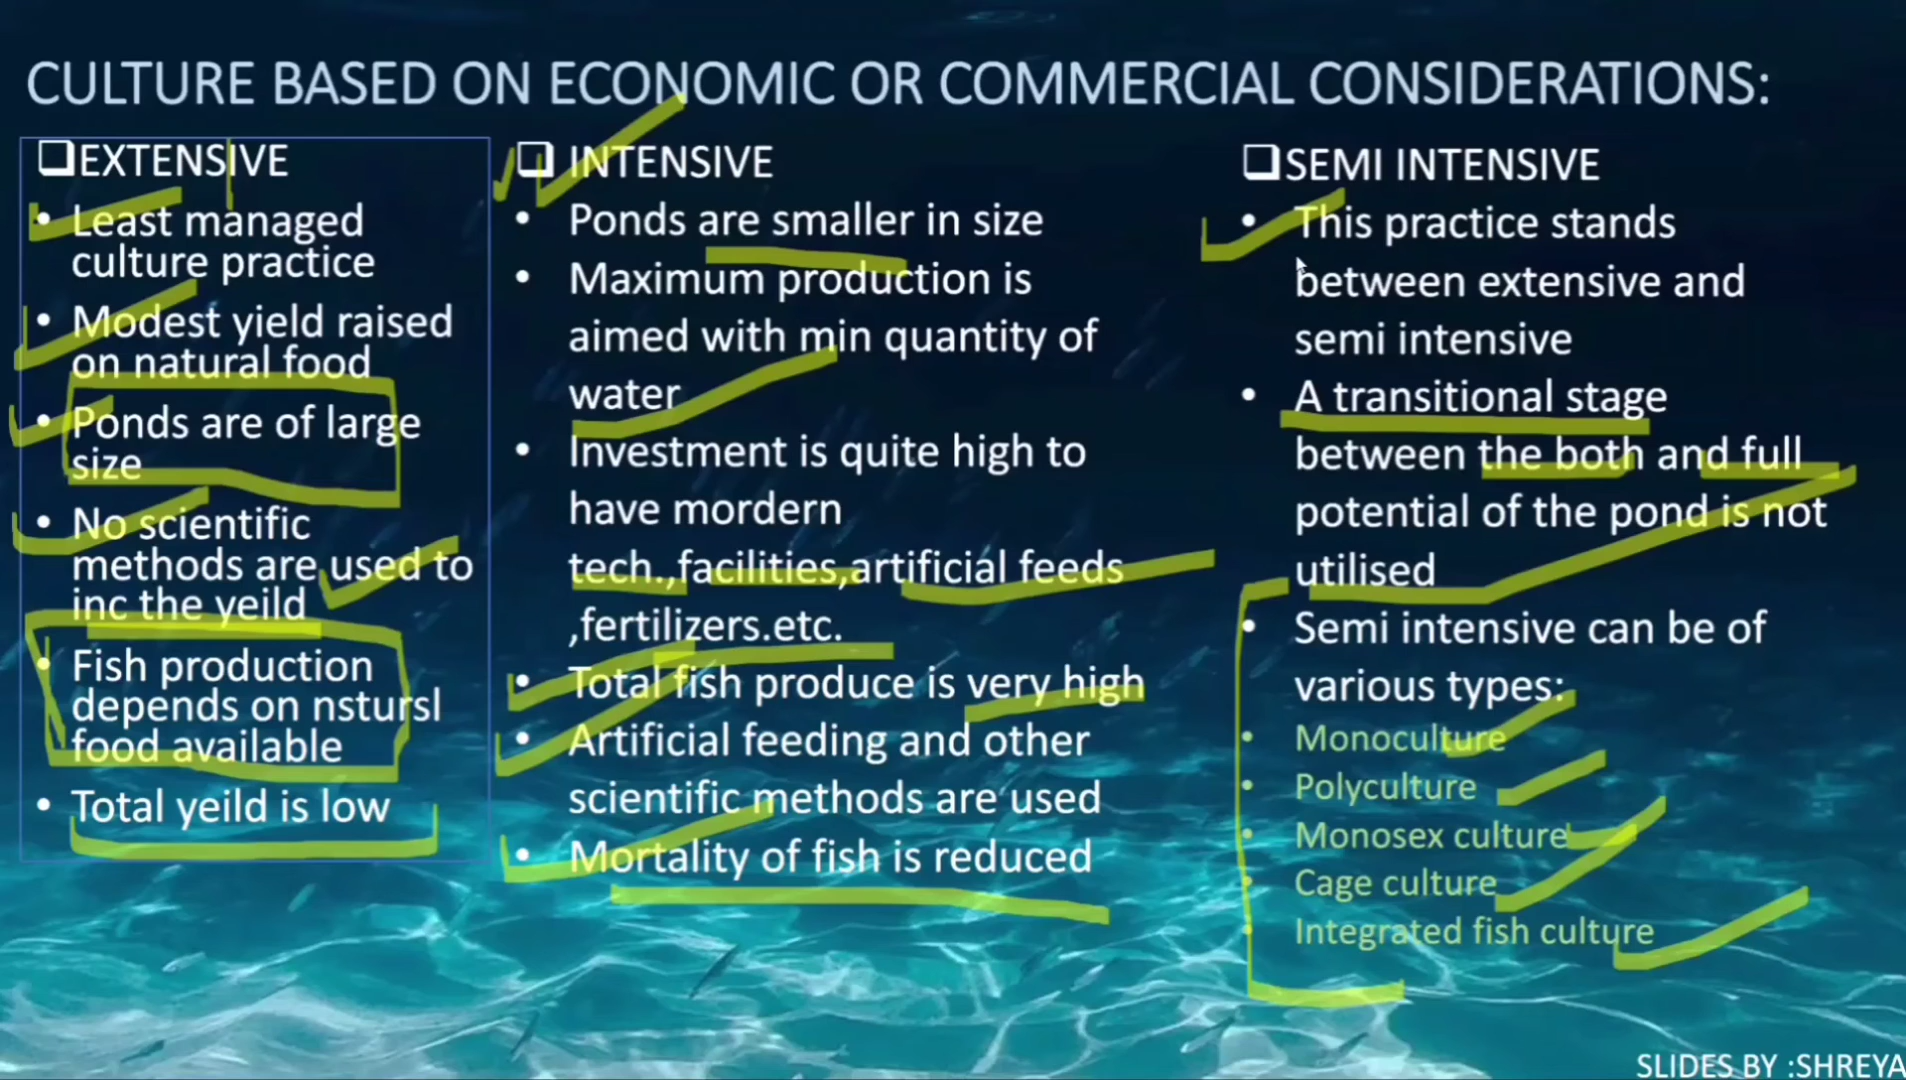 CULTURE BASED ON ECONOMIC OR COMMERCIAL CONSIDERATIONS:
❑EXTENSIVE
• Least managed
culture practice
• Modest yield raised
on natural food
• Ponds are of large
size
• No scientific
methods are used to
inc the yeild
• Fish production
depends on nstursl
food available
• Total yeild is low
❑ INTENSIVE
• Ponds are smaller in size
• Maximum production is
aimed with min quantity of
water
• Investment is quite high to
have mordern
tech.,facilities,artificial feeds
,fertilizers.etc.
• Total fish produce is very high
• Artificial feeding and other
scientific methods are used
• Mortality of fish is reduced
❑SEMI INTENSIVE
• This practice stands
between extensive and
semi intensive
• A transitional stage
between the both and full
potential of the pond is not
utilised
• Semi intensive can be of
various types:
• Monoculture
• Polyculture
• Monosex culture
• Cage culture
• Integrated fish culture
SLIDES BY :SHREYA